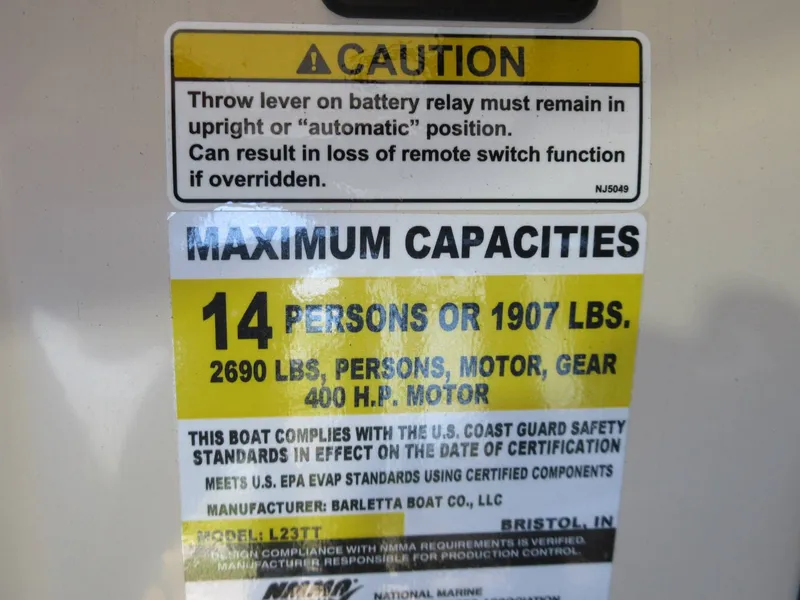 ⚠ CAUTION
Throw lever on battery relay must remain in
upright or “automatic” position.
Can result in loss of remote switch function
if overridden.
NJ5049
MAXIMUM CAPACITIES
14 PERSONS OR 1907 LBS.
2690 LBS, PERSONS, MOTOR, GEAR
400 H.P. MOTOR
THIS BOAT COMPLIES WITH THE U.S. COAST GUARD SAFETY
STANDARDS IN EFFECT ON THE DATE OF CERTIFICATION
MEETS U.S. EPA EVAP STANDARDS USING CERTIFIED COMPONENTS
MANUFACTURER: BARLETTA BOAT CO., LLC
MODEL: L23TT BRISTOL, IN
DESIGN COMPLIANCE WITH NMMA REQUIREMENTS IS VERIFIED.
MANUFACTURER RESPONSIBLE FOR PRODUCTION CONTROL.
NMMA NATIONAL MARINE
ASSOCIATION